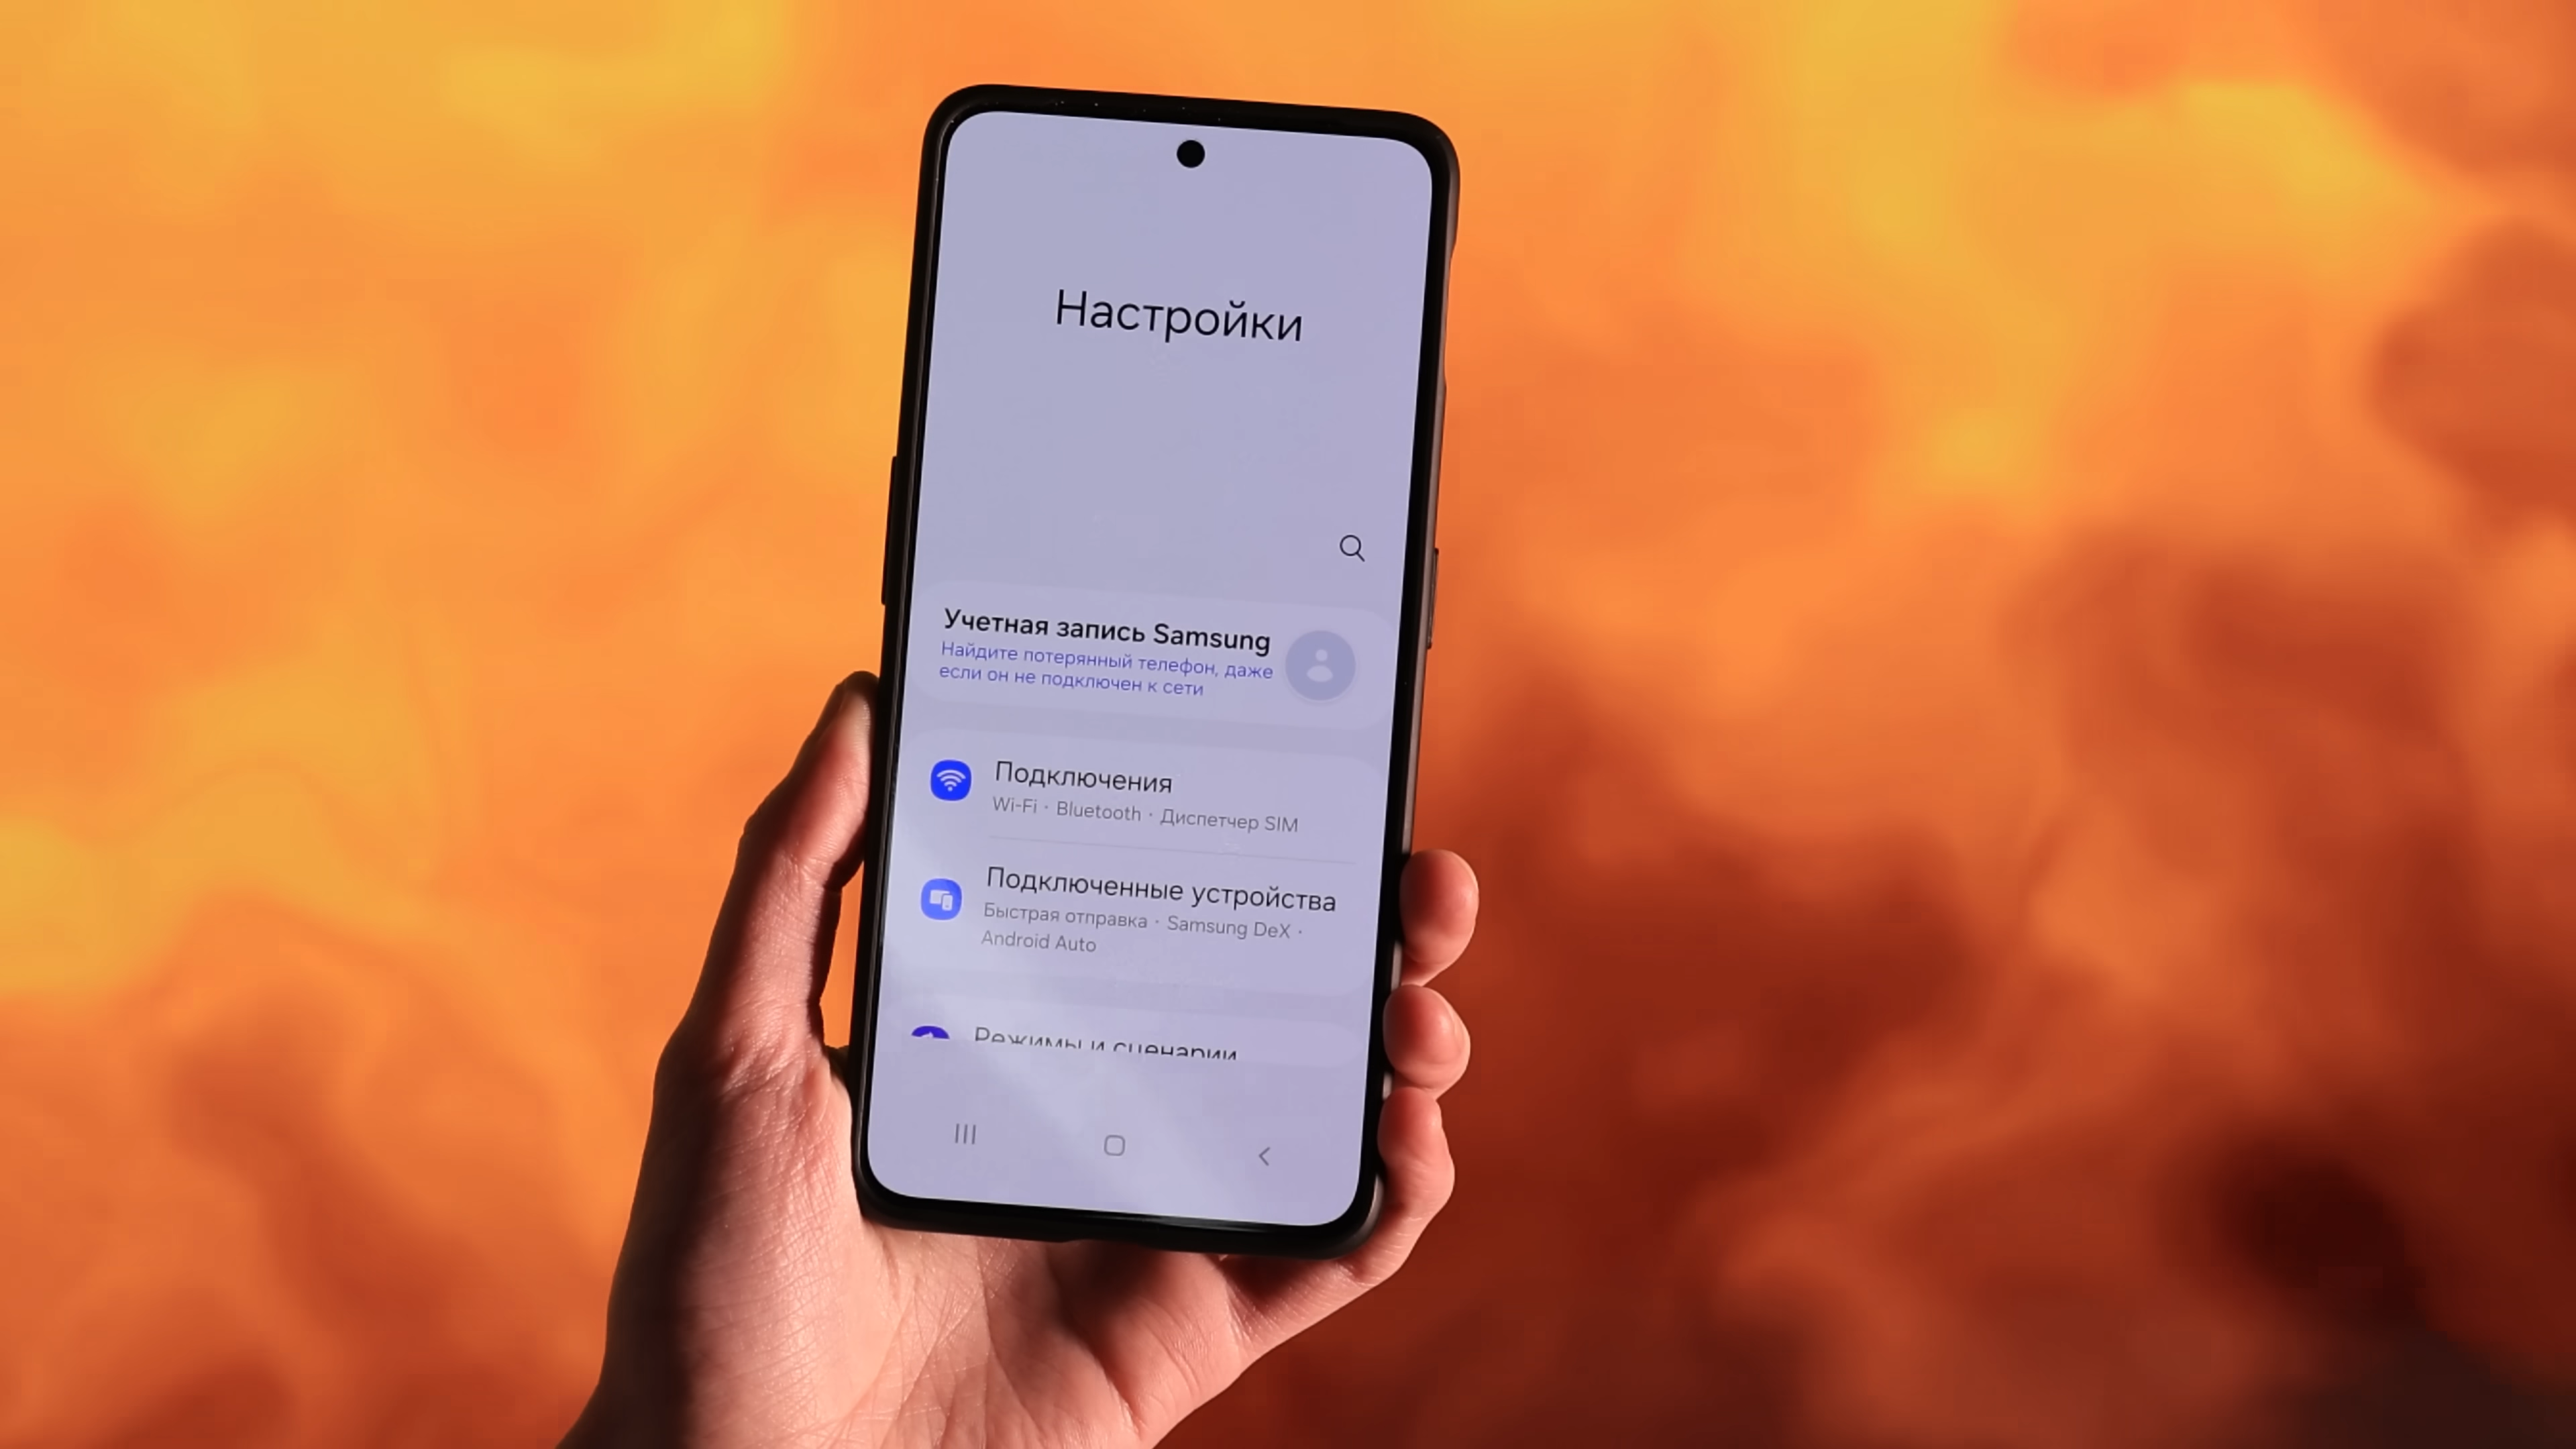 Настройки
Учетная запись Samsung
Найдите потерянный телефон, даже
если он не подключен к сети
Подключения
Wi-Fi · Bluetooth · Диспетчер SIM
Подключенные устройства
Быстрая отправка · Samsung DeX ·
Android Auto
Режимы и сценарии